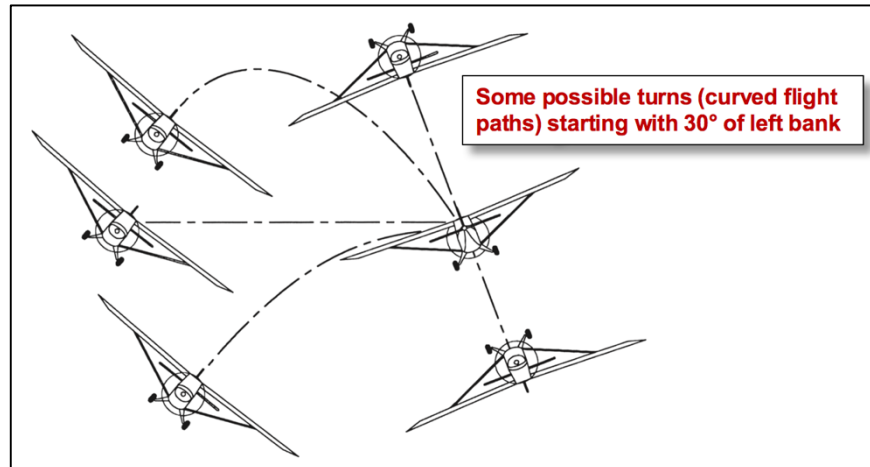 Some possible turns (curved flight
paths) starting with 30° of left bank